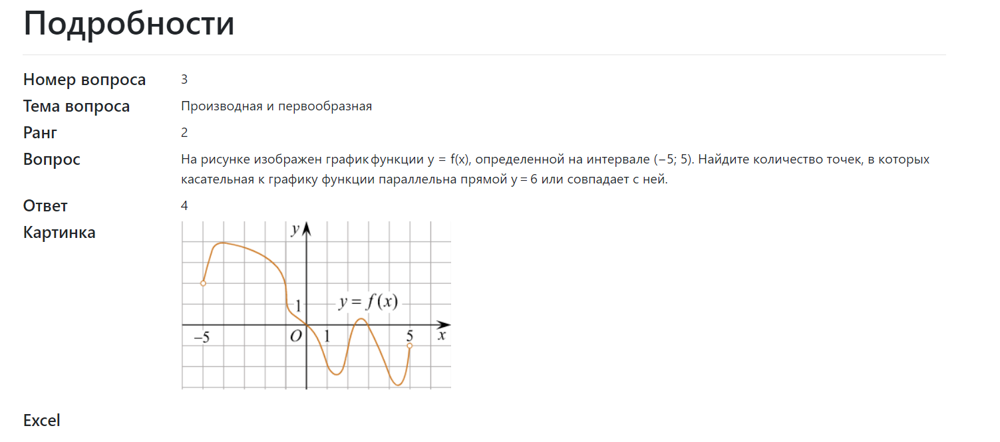 Подробности
Номер вопроса 3
Тема вопроса Производная и первообразная
Ранг 2
Вопрос На рисунке изображен график функции y = f(x), определенной на интервале (−5; 5). Найдите количество точек, в которых
касательная к графику функции параллельна прямой y = 6 или совпадает с ней.
Ответ 4
Картинка
y
1 y = f(x)
−5 O 1 5 x
Excel